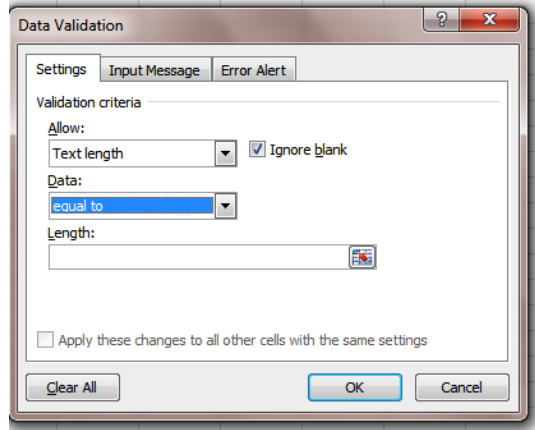 Data Validation
?
X
Settings
Input Message
Error Alert
Validation criteria
Allow:
Text length
Ignore blank
Data:
equal to
Length:
Apply these changes to all other cells with the same settings
Clear All
OK
Cancel